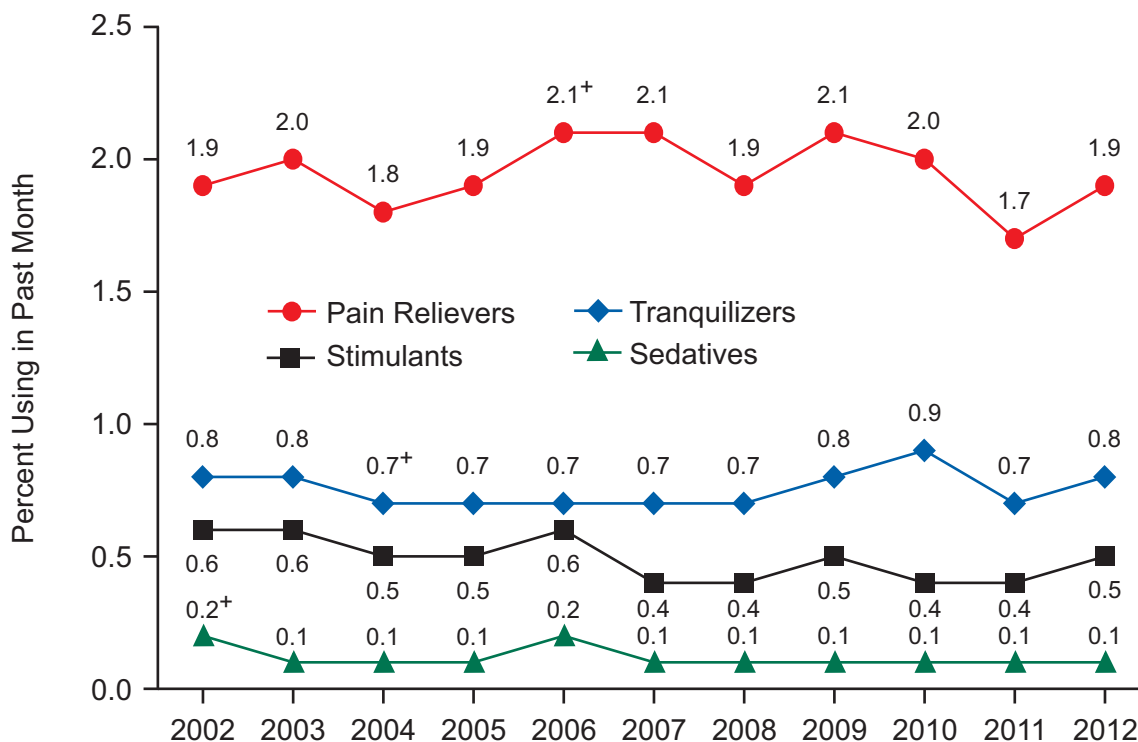 Percent Using in Past Month
2.5
2.0
1.5
1.0
0.5
0.0
1.9 2.0 1.8 1.9 2.1+ 2.1 1.9 2.1 2.0 1.7 1.9
Pain Relievers Tranquilizers
Stimulants Sedatives
0.8 0.8 0.7+ 0.7 0.7 0.7 0.7 0.8 0.9 0.7 0.8
0.6 0.6 0.5 0.5 0.6 0.4 0.4 0.5 0.4 0.4 0.5
0.2+ 0.1 0.1 0.1 0.2 0.1 0.1 0.1 0.1 0.1 0.1
2002 2003 2004 2005 2006 2007 2008 2009 2010 2011 2012